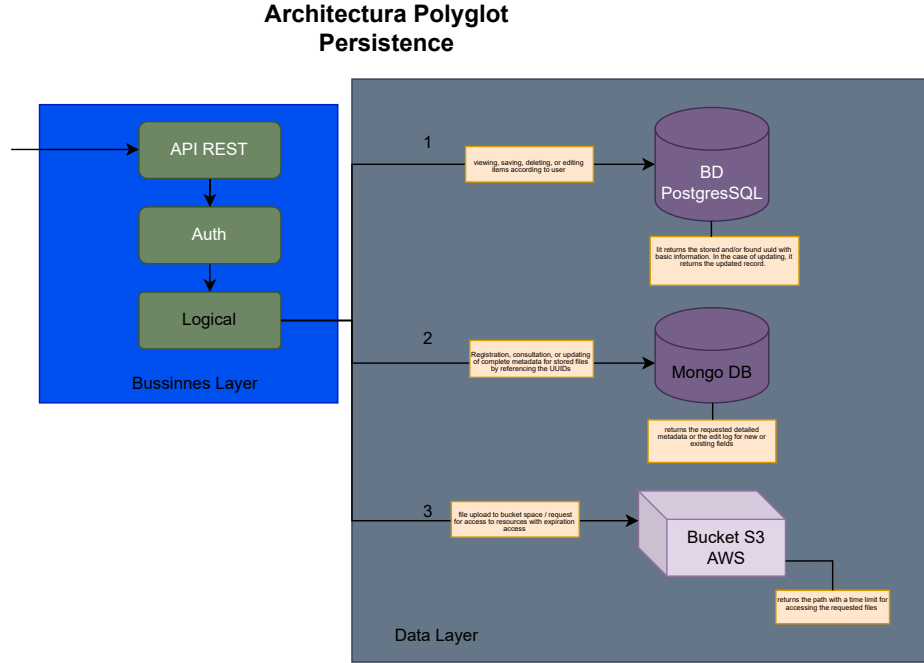 Architectura Polyglot
Persistence
API REST
Auth
Logical
Bussinnes Layer
1
viewing, saving, deleting, or editing
items according to user
BD
PostgresSQL
Iit returns the stored and/or found uuid with
basic information. In the case of updating, it
returns the updated record.
2
Registration, consultation, or updating
of complete metadata for stored files
by referencing the UUIDs
Mongo DB
returns the requested detailed
metadata or the edit log for new or
existing fields
3
file upload to bucket space / request
for access to resources with expiration
access
Bucket S3
AWS
returns the path with a time limit for
accessing the requested files
Data Layer